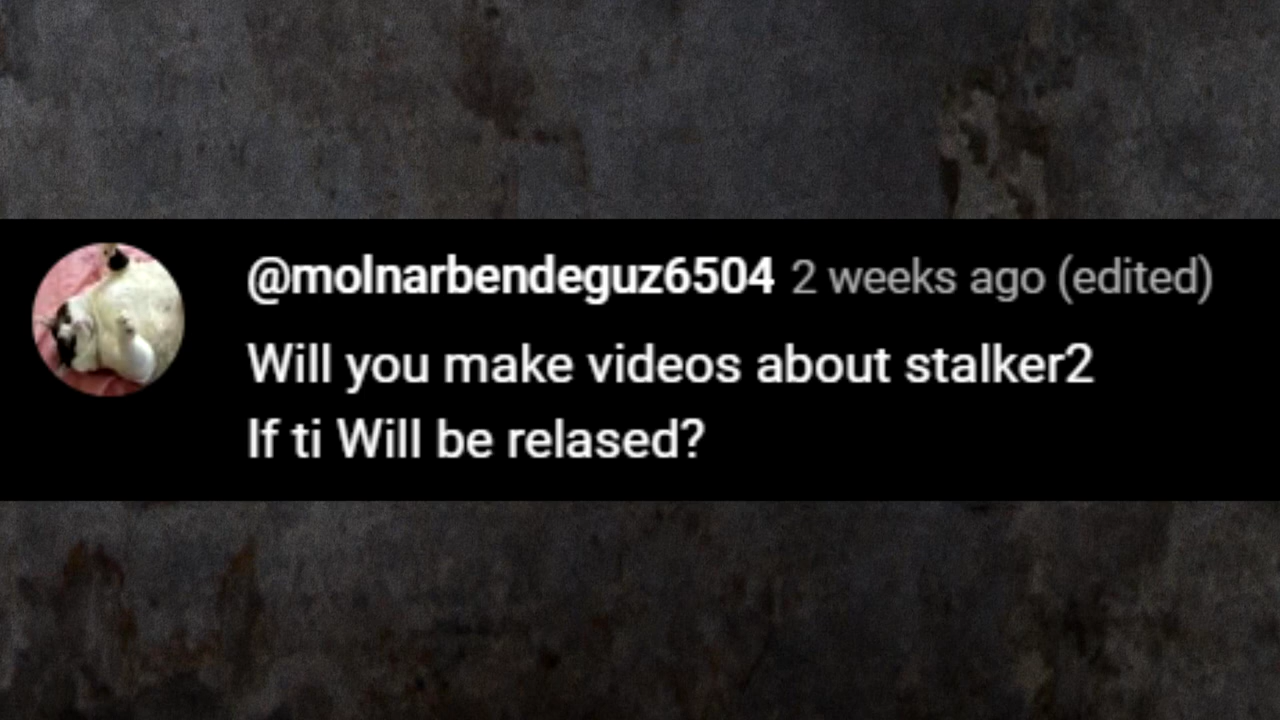 @molnarbendeguz6504 2 weeks ago (edited)
Will you make videos about stalker2
If ti Will be relased?